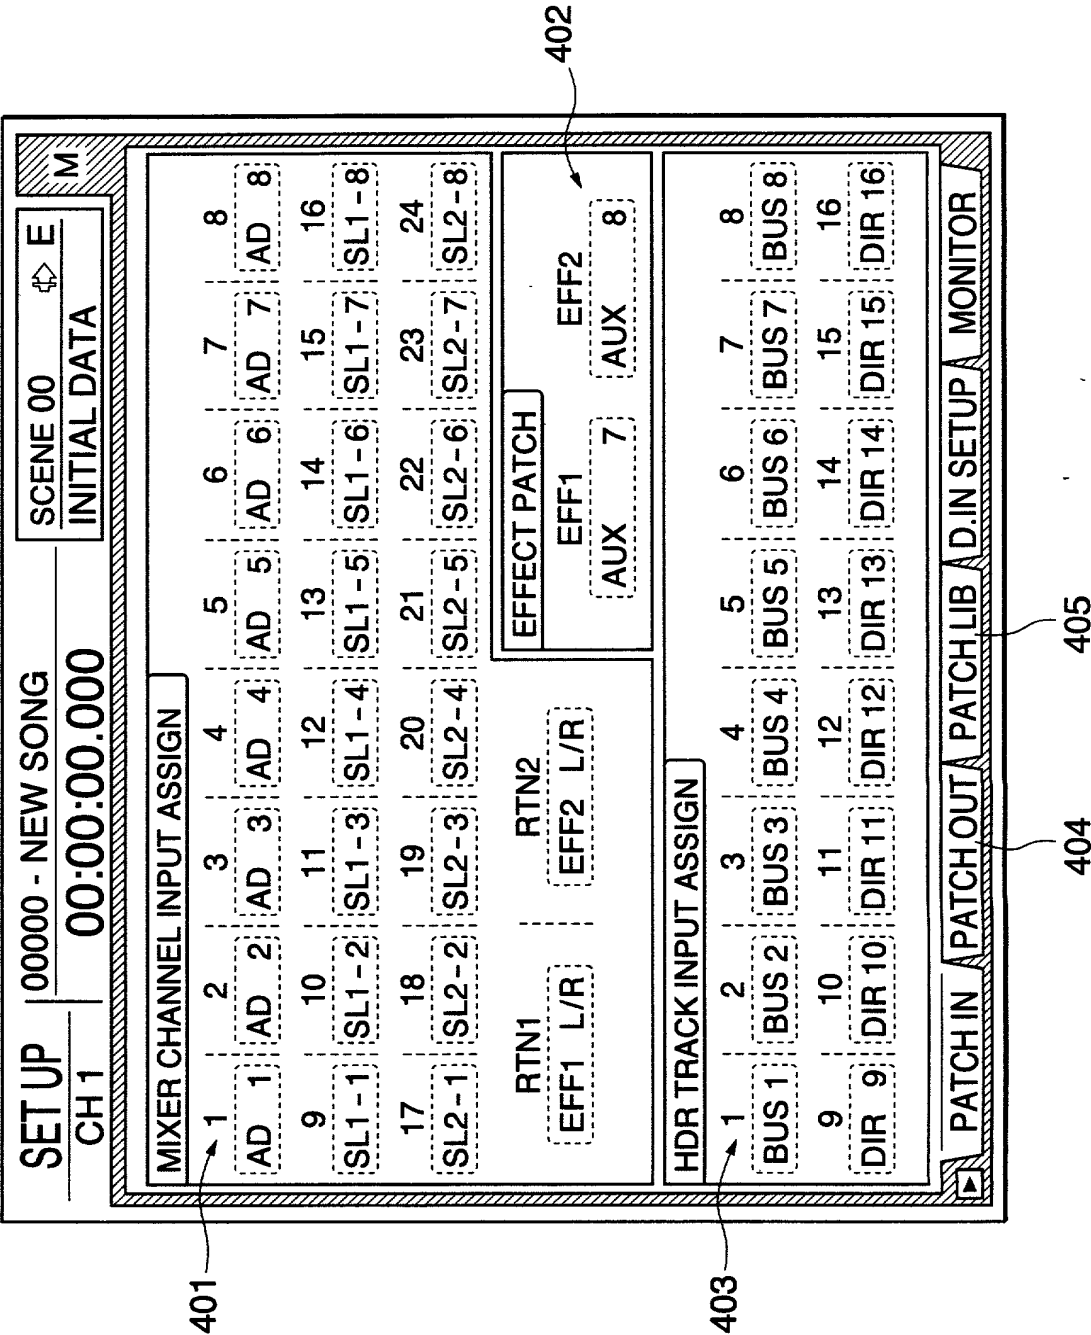 SET UP
CH 1
00000 - NEW SONG
00:00:00.000
SCENE 00 E
INITIAL DATA
M
MIXER CHANNEL INPUT ASSIGN
1 2 3 4 5 6 7 8
AD 1 AD 2 AD 3 AD 4 AD 5 AD 6 AD 7 AD 8
9 10 11 12 13 14 15 16
SL1 - 1 SL1 - 2 SL1 - 3 SL1 - 4 SL1 - 5 SL1 - 6 SL1 - 7 SL1 - 8
17 18 19 20 21 22 23 24
SL2 - 1 SL2 - 2 SL2 - 3 SL2 - 4 SL2 - 5 SL2 - 6 SL2 - 7 SL2 - 8
RTN1 RTN2
EFF1 L/R EFF2 L/R
EFFECT PATCH
EFF1 EFF2
AUX 7 AUX 8
HDR TRACK INPUT ASSIGN
1 2 3 4 5 6 7 8
BUS 1 BUS 2 BUS 3 BUS 4 BUS 5 BUS 6 BUS 7 BUS 8
9 10 11 12 13 14 15 16
DIR 9 DIR 10 DIR 11 DIR 12 DIR 13 DIR 14 DIR 15 DIR 16
PATCH IN PATCH OUT PATCH LIB D.IN SETUP MONITOR
401
402
403
404
405